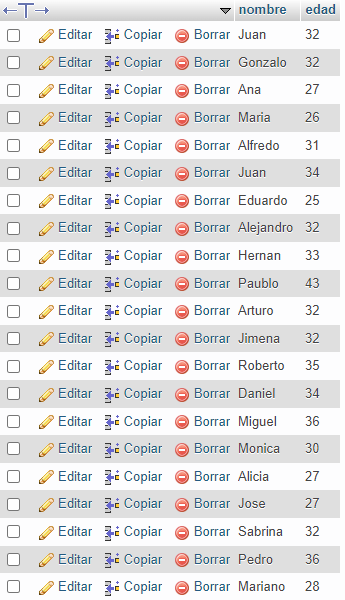 nombre edad
Editar Copiar Borrar Juan 32
Editar Copiar Borrar Gonzalo 32
Editar Copiar Borrar Ana 27
Editar Copiar Borrar Maria 26
Editar Copiar Borrar Alfredo 31
Editar Copiar Borrar Juan 34
Editar Copiar Borrar Eduardo 25
Editar Copiar Borrar Alejandro 32
Editar Copiar Borrar Hernan 33
Editar Copiar Borrar Paublo 43
Editar Copiar Borrar Arturo 32
Editar Copiar Borrar Jimena 32
Editar Copiar Borrar Roberto 35
Editar Copiar Borrar Daniel 34
Editar Copiar Borrar Miguel 36
Editar Copiar Borrar Monica 30
Editar Copiar Borrar Alicia 27
Editar Copiar Borrar Jose 27
Editar Copiar Borrar Sabrina 32
Editar Copiar Borrar Pedro 36
Editar Copiar Borrar Mariano 28